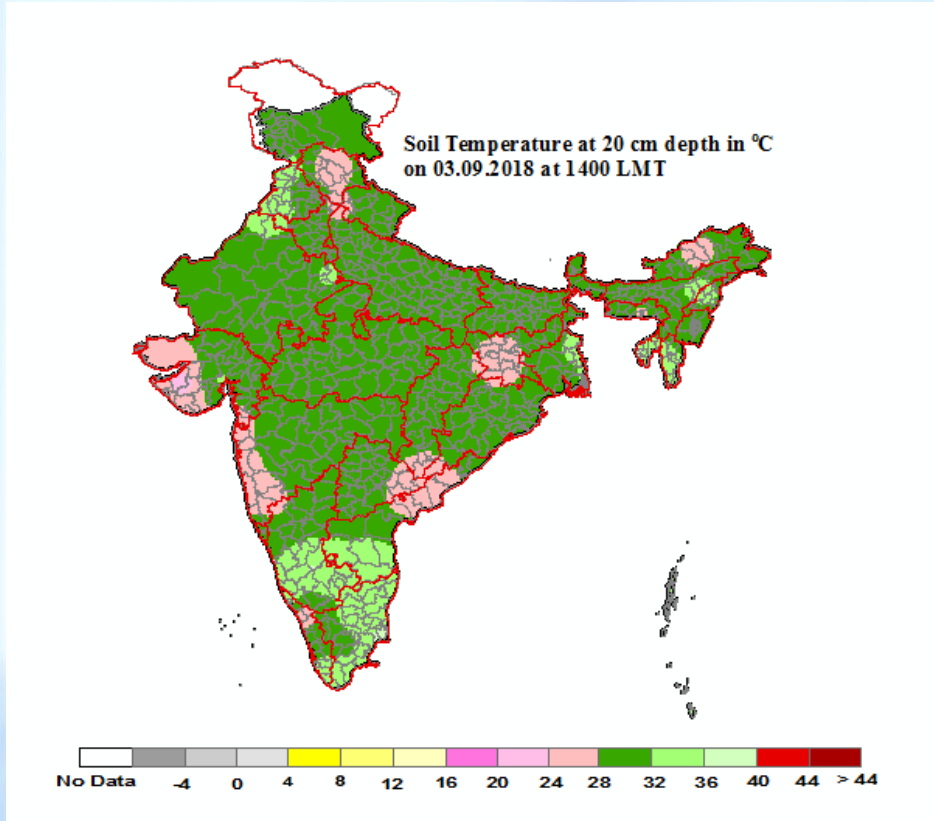 Soil Temperature at 20 cm depth in ⁰C
on 03.09.2018 at 1400 LMT
No Data -4 0 4 8 12 16 20 24 28 32 36 40 44 > 44